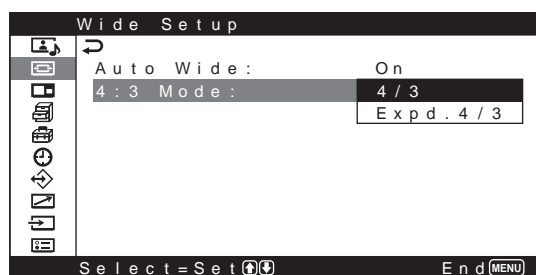 Wide Setup
Auto Wide: On
4:3 Mode: 4/3
Expd.4/3
Select=Set End MENU